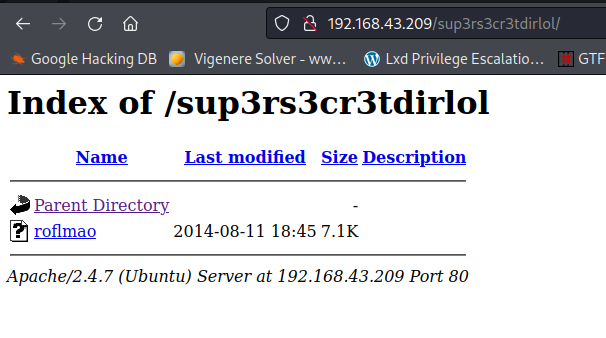 192.168.43.209/sup3rs3cr3tdirlol/
Google Hacking DB Vigenere Solver - ww… Lxd Privilege Escalatio… GTF
Index of /sup3rs3cr3tdirlol
Name Last modified Size Description
Parent Directory -
roflmao 2014-08-11 18:45 7.1K
Apache/2.4.7 (Ubuntu) Server at 192.168.43.209 Port 80